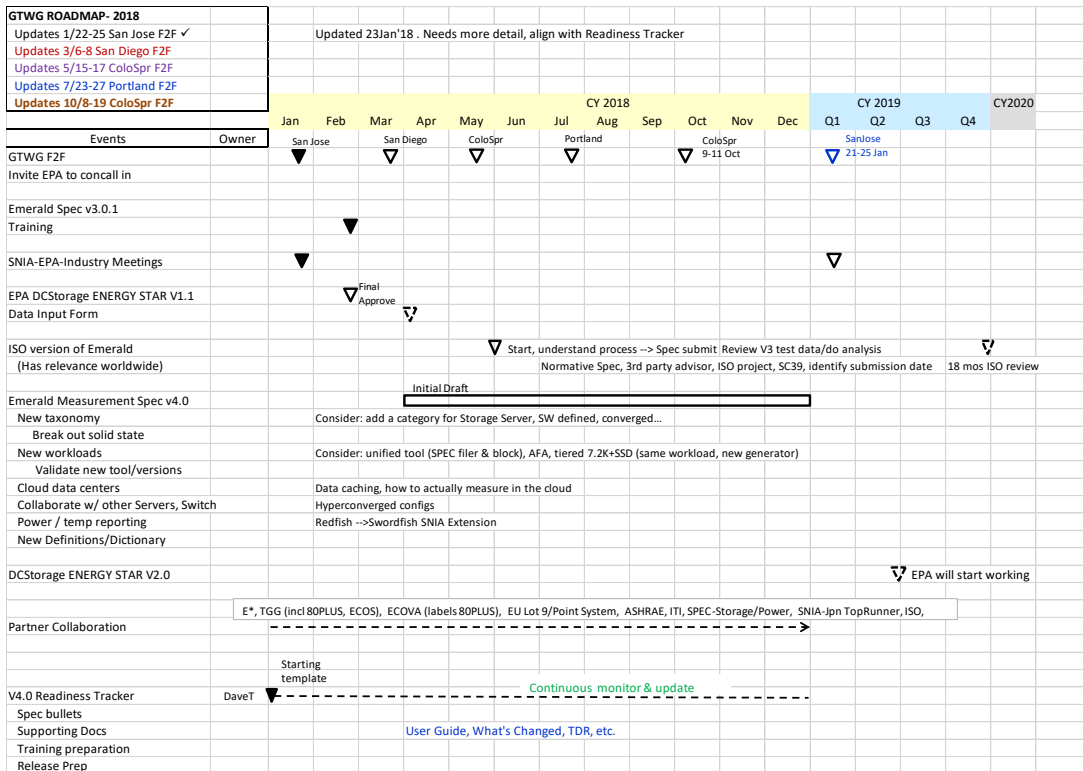 GTWG ROADMAP- 2018
Updates 1/22-25 San Jose F2F ✓
Updated 23Jan'18 . Needs more detail, align with Readiness Tracker
Updates 3/6-8 San Diego F2F
Updates 5/15-17 ColoSpr F2F
Updates 7/23-27 Portland F2F
Updates 10/8-19 ColoSpr F2F
CY 2018 CY 2019 CY2020
Jan Feb Mar Apr May Jun Jul Aug Sep Oct Nov Dec Q1 Q2 Q3 Q4
Events Owner San Jose San Diego ColoSpr Portland ColoSpr SanJose
GTWG F2F 9-11 Oct 21-25 Jan
Invite EPA to concall in
Emerald Spec v3.0.1
Training
SNIA-EPA-Industry Meetings
EPA DCStorage ENERGY STAR V1.1 Final
Approve
Data Input Form
ISO version of Emerald Start, understand process --> Spec submit Review V3 test data/do analysis
(Has relevance worldwide) Normative Spec, 3rd party advisor, ISO project, SC39, identify submission date 18 mos ISO review
Initial Draft
Emerald Measurement Spec v4.0
New taxonomy Consider: add a category for Storage Server, SW defined, converged...
Break out solid state
New workloads Consider: unified tool (SPEC filer & block), AFA, tiered 7.2K+SSD (same workload, new generator)
Validate new tool/versions
Cloud data centers Data caching, how to actually measure in the cloud
Collaborate w/ other Servers, Switch Hyperconverged configs
Power / temp reporting Redfish -->Swordfish SNIA Extension
New Definitions/Dictionary
DCStorage ENERGY STAR V2.0 EPA will start working
E*, TGG (incl 80PLUS, ECOS), ECOVA (labels 80PLUS), EU Lot 9/Point System, ASHRAE, ITI, SPEC-Storage/Power, SNIA-Jpn TopRunner, ISO,
Partner Collaboration
Starting
template
Continuous monitor & update
V4.0 Readiness Tracker DaveT
Spec bullets
Supporting Docs User Guide, What's Changed, TDR, etc.
Training preparation
Release Prep